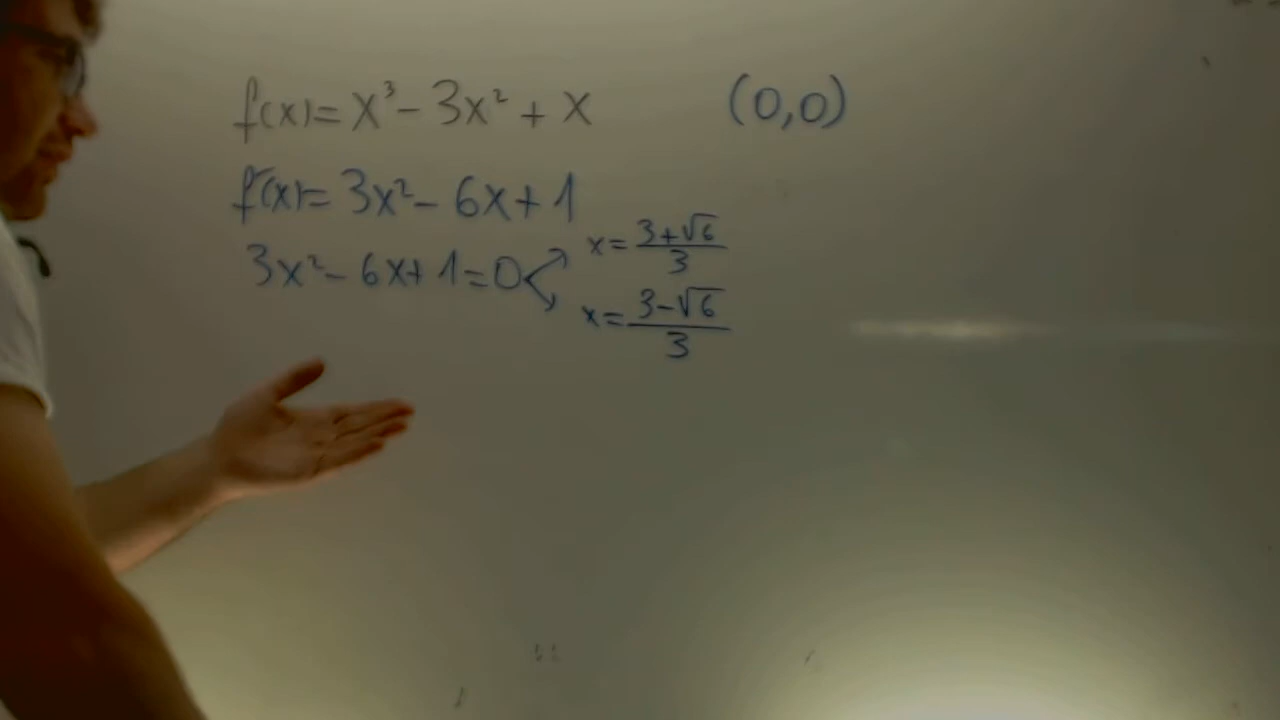 f(x)= x³- 3x² + x (0,0)
f'(x)= 3x²- 6x+1
3x²- 6x+1=0
x= 3+√6 / 3
x= 3-√6 / 3